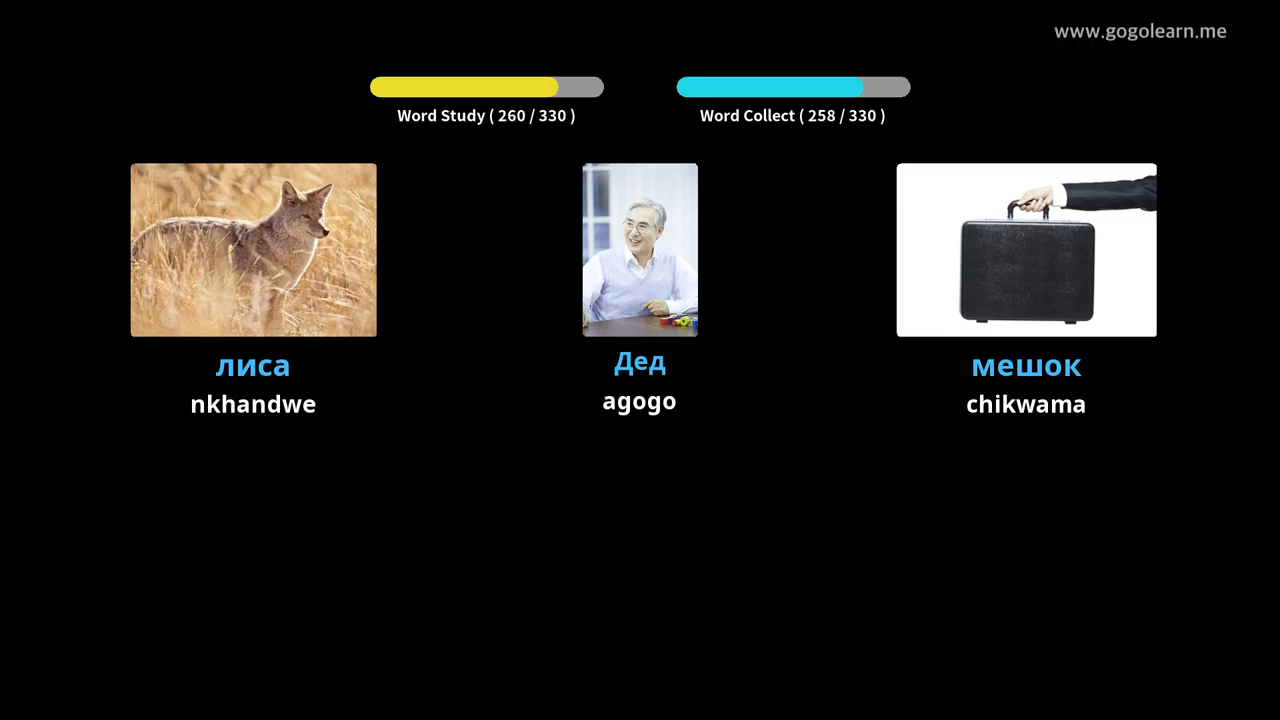 www.gogolearn.me
Word Study ( 260 / 330 )
Word Collect ( 258 / 330 )
лиса
nkhandwe
Дед
agogo
мешок
chikwama